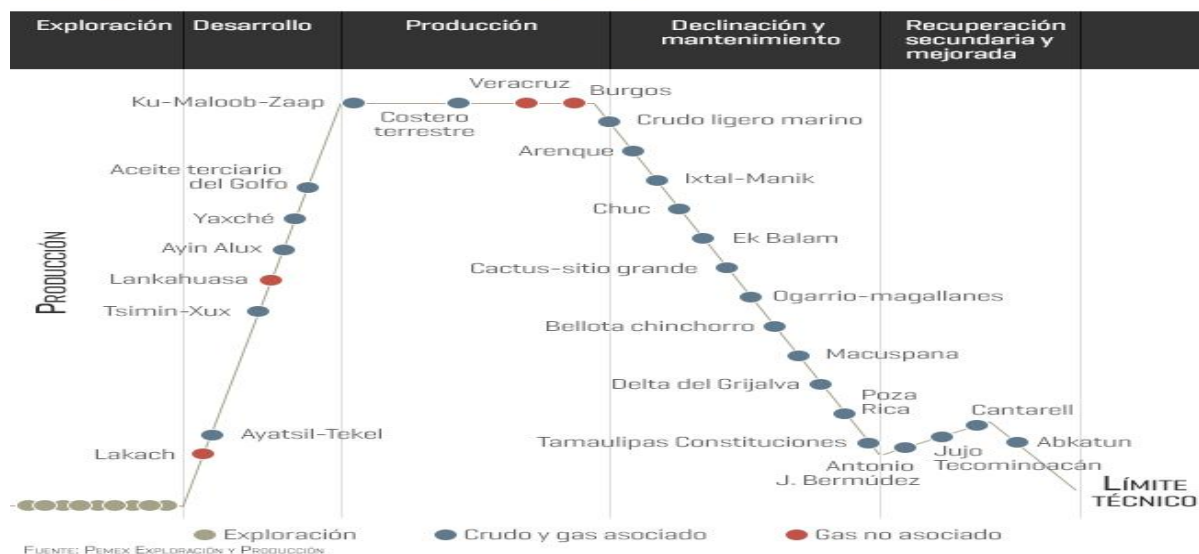 Exploración
Desarrollo
Producción
Declinación y
mantenimiento
Recuperación
secundaria y
mejorada
Ku-Maloob-Zaap
Costero
terrestre
Veracruz
Burgos
Crudo ligero marino
Arenque
Aceite terciario
del Golfo
Ixtal-Manik
Yaxché
Chuc
Ayin Alux
Ek Balam
Lankahuasa
Cactus-sitio grande
Tsimin-Xux
Ogarrio-magallanes
Bellota chinchorro
Macuspana
Delta del Grijalva
Poza
Rica
Ayatsil-Tekel
Lakach
Tamaulipas Constituciones
Antonio
J. Bermúdez
Cantarell
Jujo
Tecominoacán
Abkatun
PRODUCCIÓN
LÍMITE
TÉCNICO
Exploración
Crudo y gas asociado
Gas no asociado
FUENTE: PEMEX EXPLORACIÓN Y PRODUCCIÓN